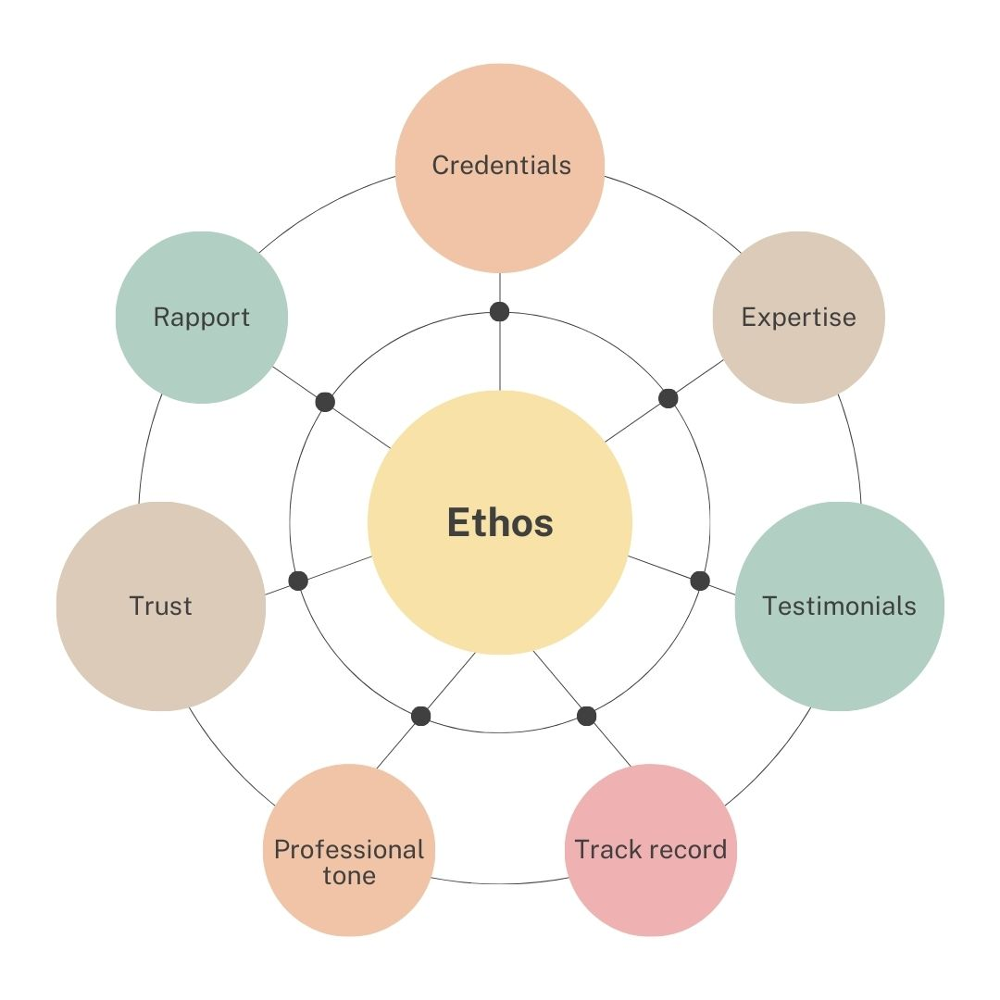 Credentials
Rapport
Expertise
Ethos
Trust
Testimonials
Professional
tone
Track record